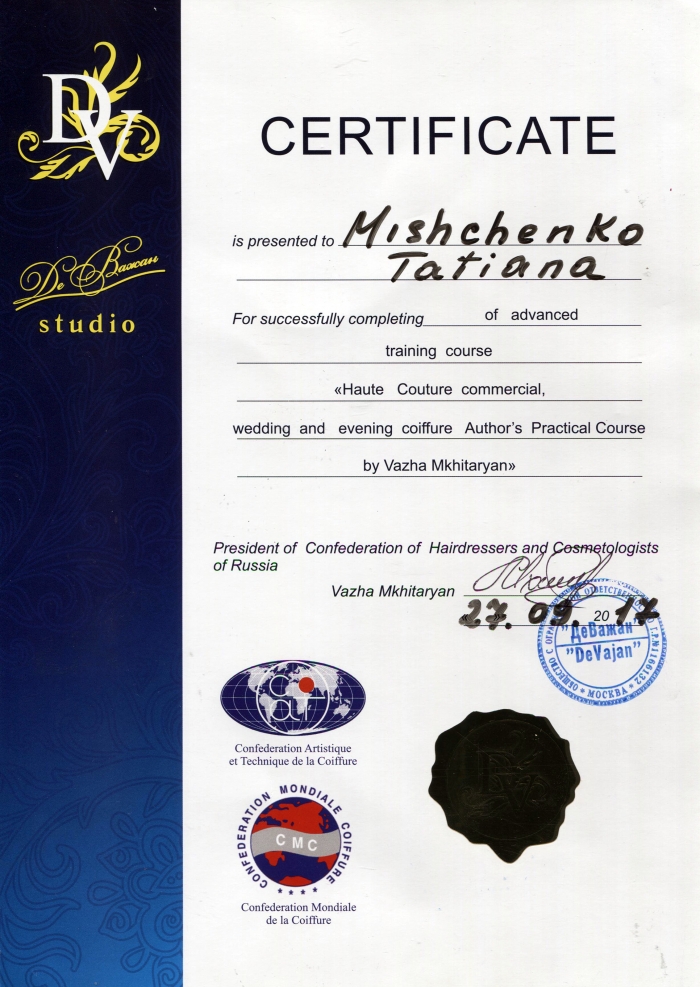 DV
Де Важан
studio
CERTIFICATE
is presented to Mishchenko
Tatiana
For successfully completing of advanced
training course
«Haute Couture commercial,
wedding and evening coiffure Author's Practical Course
by Vazha Mkhitaryan»
President of Confederation of Hairdressers and Cosmetologists
of Russia
Vazha Mkhitaryan
27. 09. 2017
"ДеВажан"
"DeVajan"
МОСКВА
cat
Confederation Artistique
et Technique de la Coiffure
CONFEDERATION MONDIALE COIFFURE
CMC
Confederation Mondiale
de la Coiffure
DV